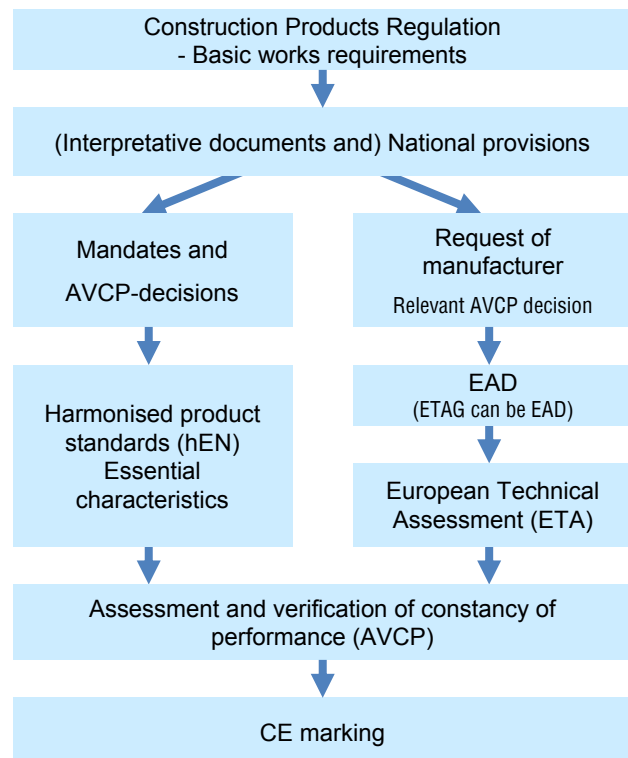 Construction Products Regulation
- Basic works requirements
(Interpretative documents and) National provisions
Mandates and
AVCP-decisions
Request of
manufacturer
Relevant AVCP decision
Harmonised product
standards (hEN)
Essential
characteristics
EAD
(ETAG can be EAD)
European Technical
Assessment (ETA)
Assessment and verification of constancy of
performance (AVCP)
CE marking